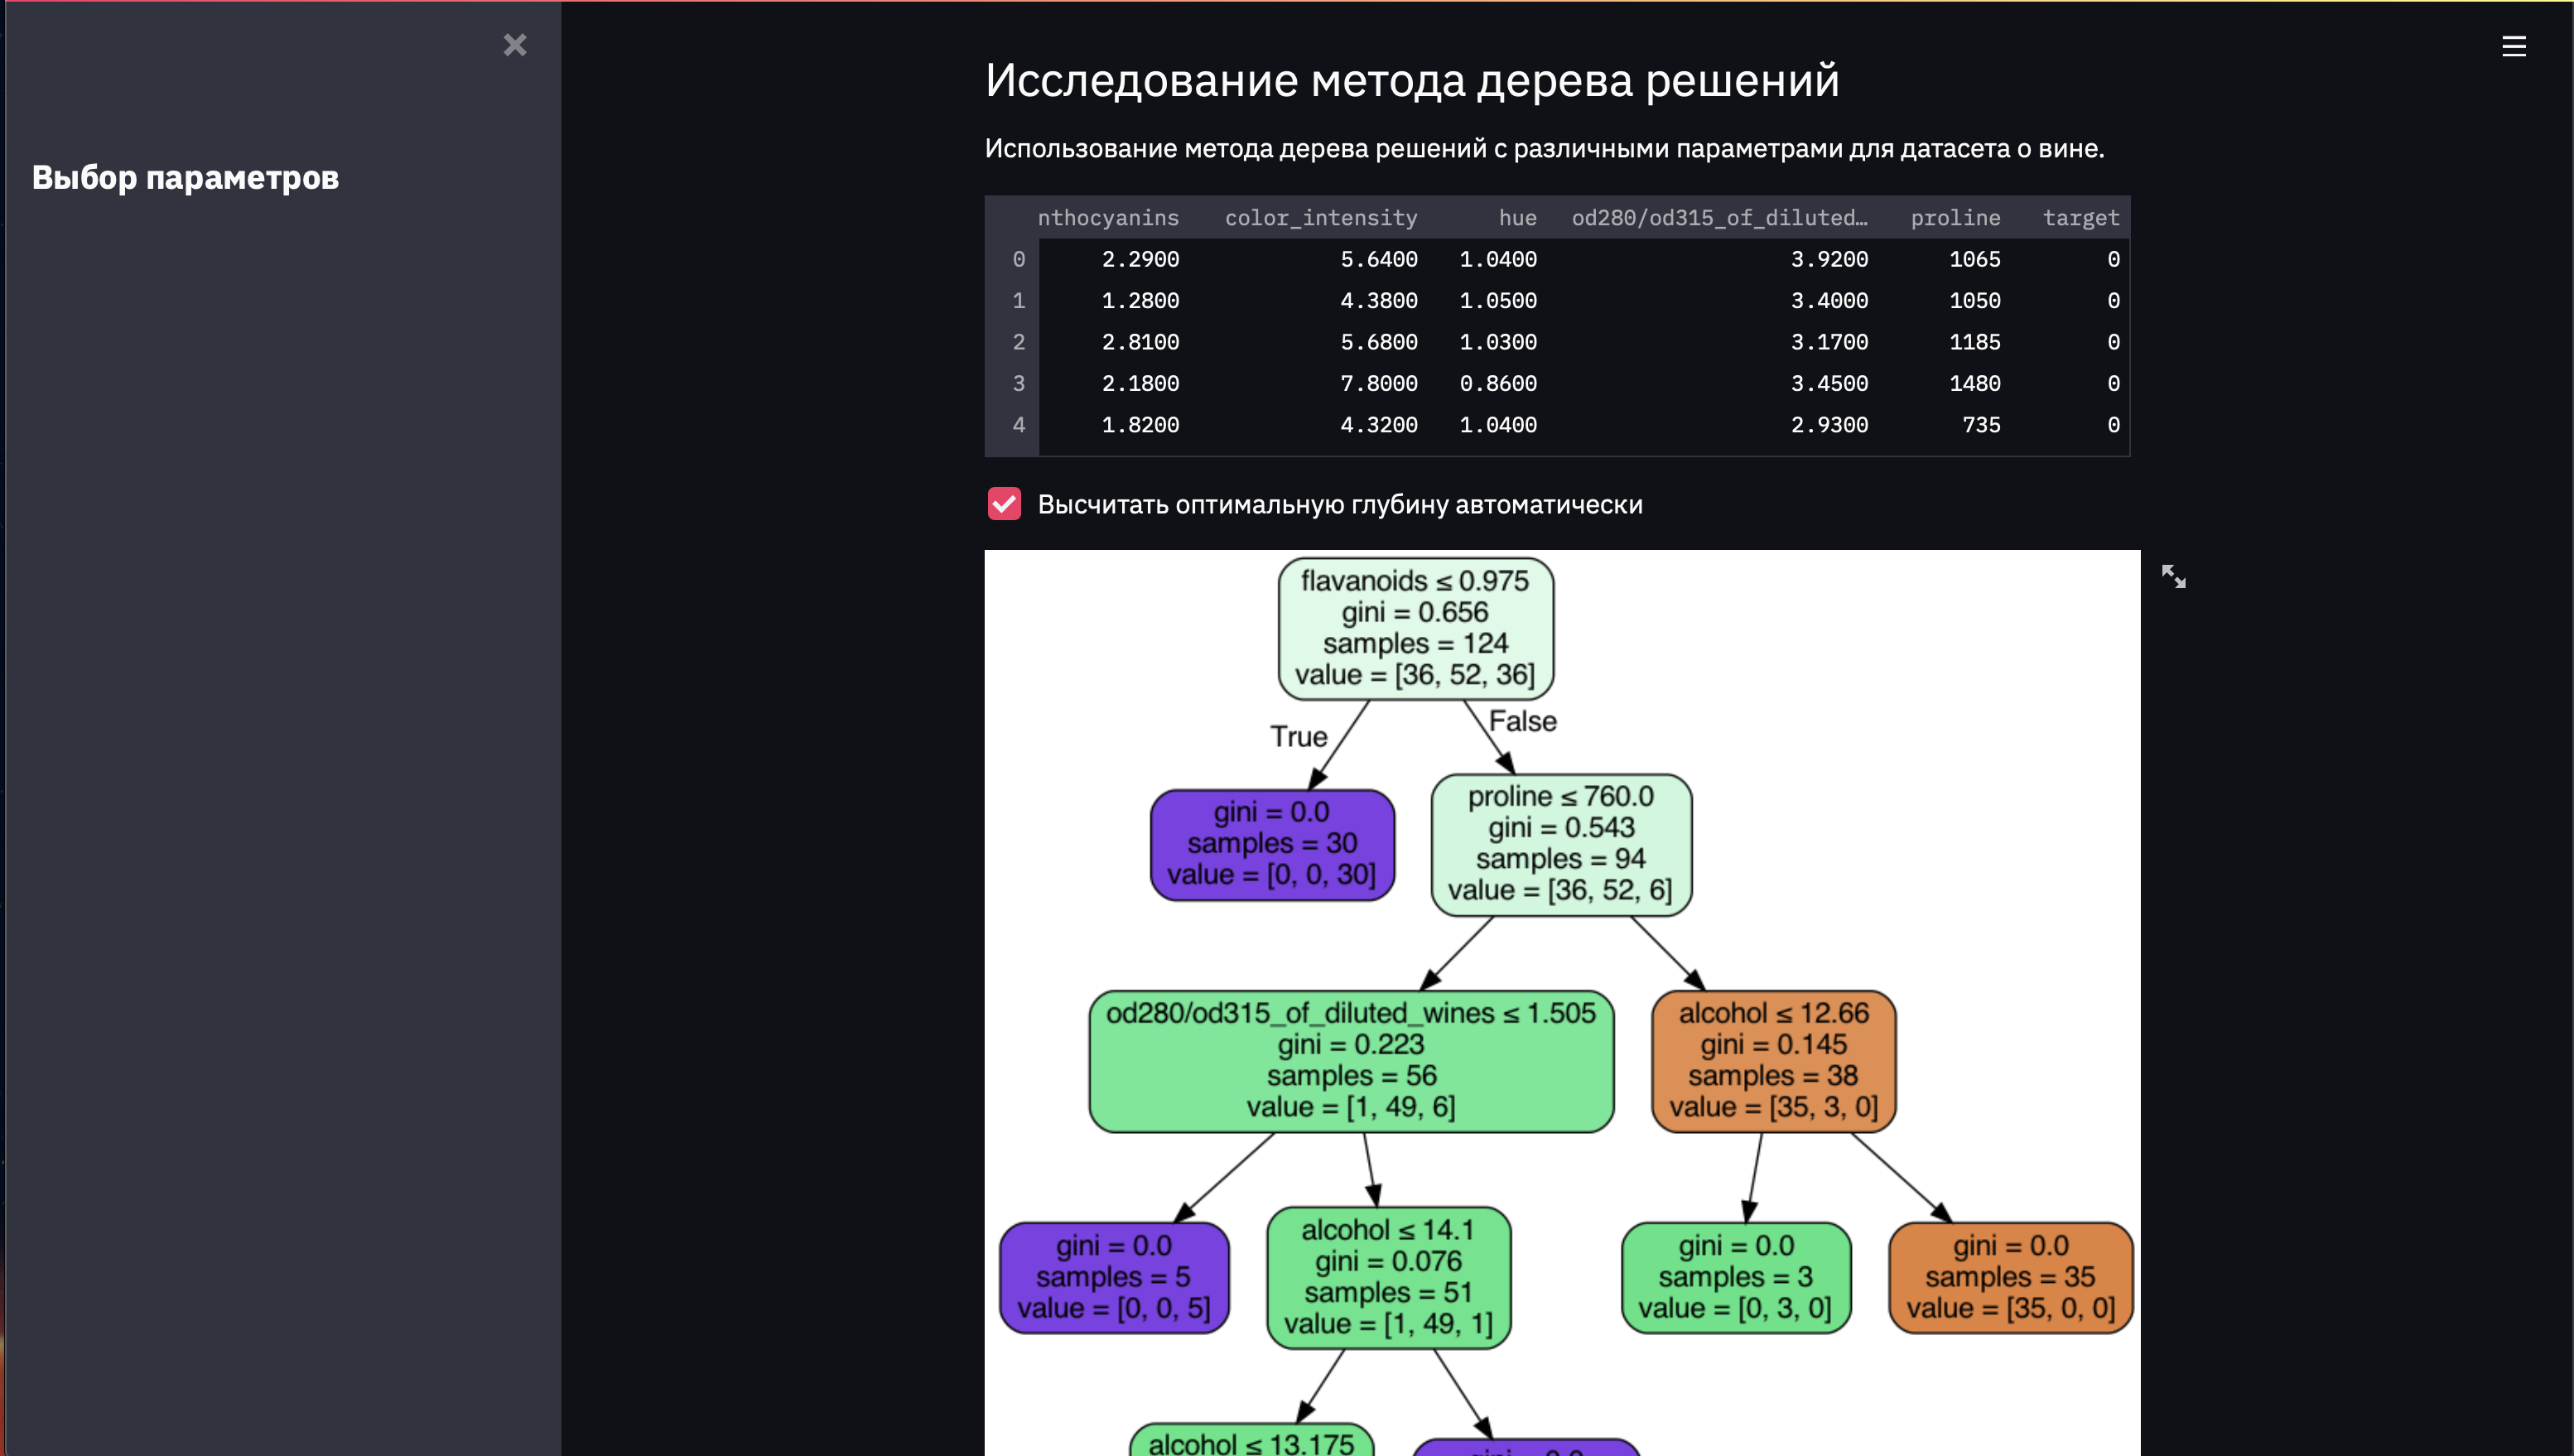 Исследование метода дерева решений
Использование метода дерева решений с различными параметрами для датасета о вине.
Выбор параметров
nthocyanins color_intensity hue od280/od315_of_diluted… proline target
0 2.2900 5.6400 1.0400 3.9200 1065 0
1 1.2800 4.3800 1.0500 3.4000 1050 0
2 2.8100 5.6800 1.0300 3.1700 1185 0
3 2.1800 7.8000 0.8600 3.4500 1480 0
4 1.8200 4.3200 1.0400 2.9300 735 0
Высчитать оптимальную глубину автоматически
flavanoids ≤ 0.975
gini = 0.656
samples = 124
value = [36, 52, 36]
True
False
gini = 0.0
samples = 30
value = [0, 0, 30]
proline ≤ 760.0
gini = 0.543
samples = 94
value = [36, 52, 6]
od280/od315_of_diluted_wines ≤ 1.505
gini = 0.223
samples = 56
value = [1, 49, 6]
alcohol ≤ 12.66
gini = 0.145
samples = 38
value = [35, 3, 0]
gini = 0.0
samples = 5
value = [0, 0, 5]
alcohol ≤ 14.1
gini = 0.076
samples = 51
value = [1, 49, 1]
gini = 0.0
samples = 3
value = [0, 3, 0]
gini = 0.0
samples = 35
value = [35, 0, 0]
alcohol ≤ 13.175